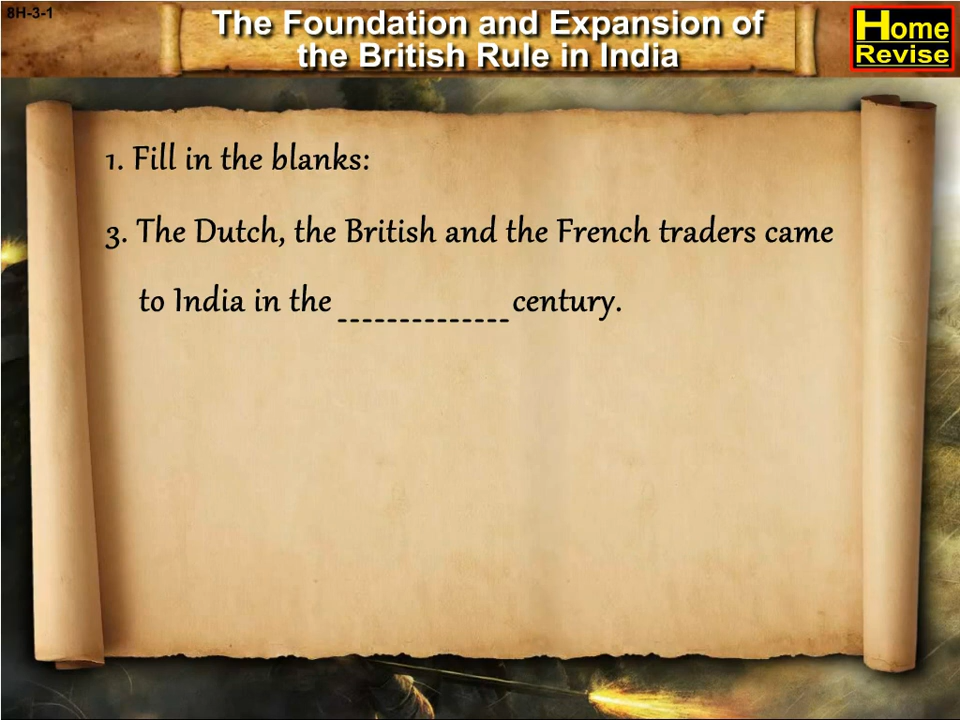 8H-3-1
The Foundation and Expansion of
the British Rule in India
Home
Revise
1. Fill in the blanks:
3. The Dutch, the British and the French traders came
to India in the -------------- century.